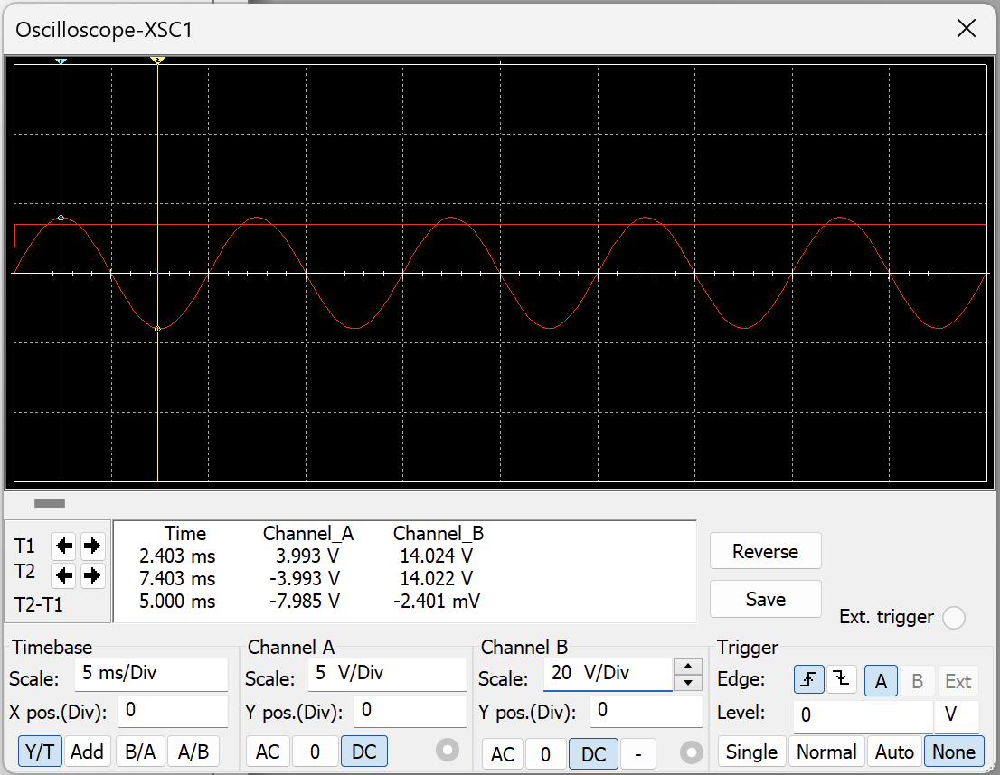 Oscilloscope-XSC1
1 2
Time Channel_A Channel_B
T1 2.403 ms 3.993 V 14.024 V
T2 7.403 ms -3.993 V 14.022 V
T2-T1 5.000 ms -7.985 V -2.401 mV
Reverse
Save
Ext. trigger
Timebase Channel A Channel B Trigger
Scale: 5 ms/Div Scale: 5 V/Div Scale: 20 V/Div Edge: A B Ext
X pos.(Div): 0 Y pos.(Div): 0 Y pos.(Div): 0 Level: 0 V
Y/T Add B/A A/B AC 0 DC AC 0 DC - Single Normal Auto None